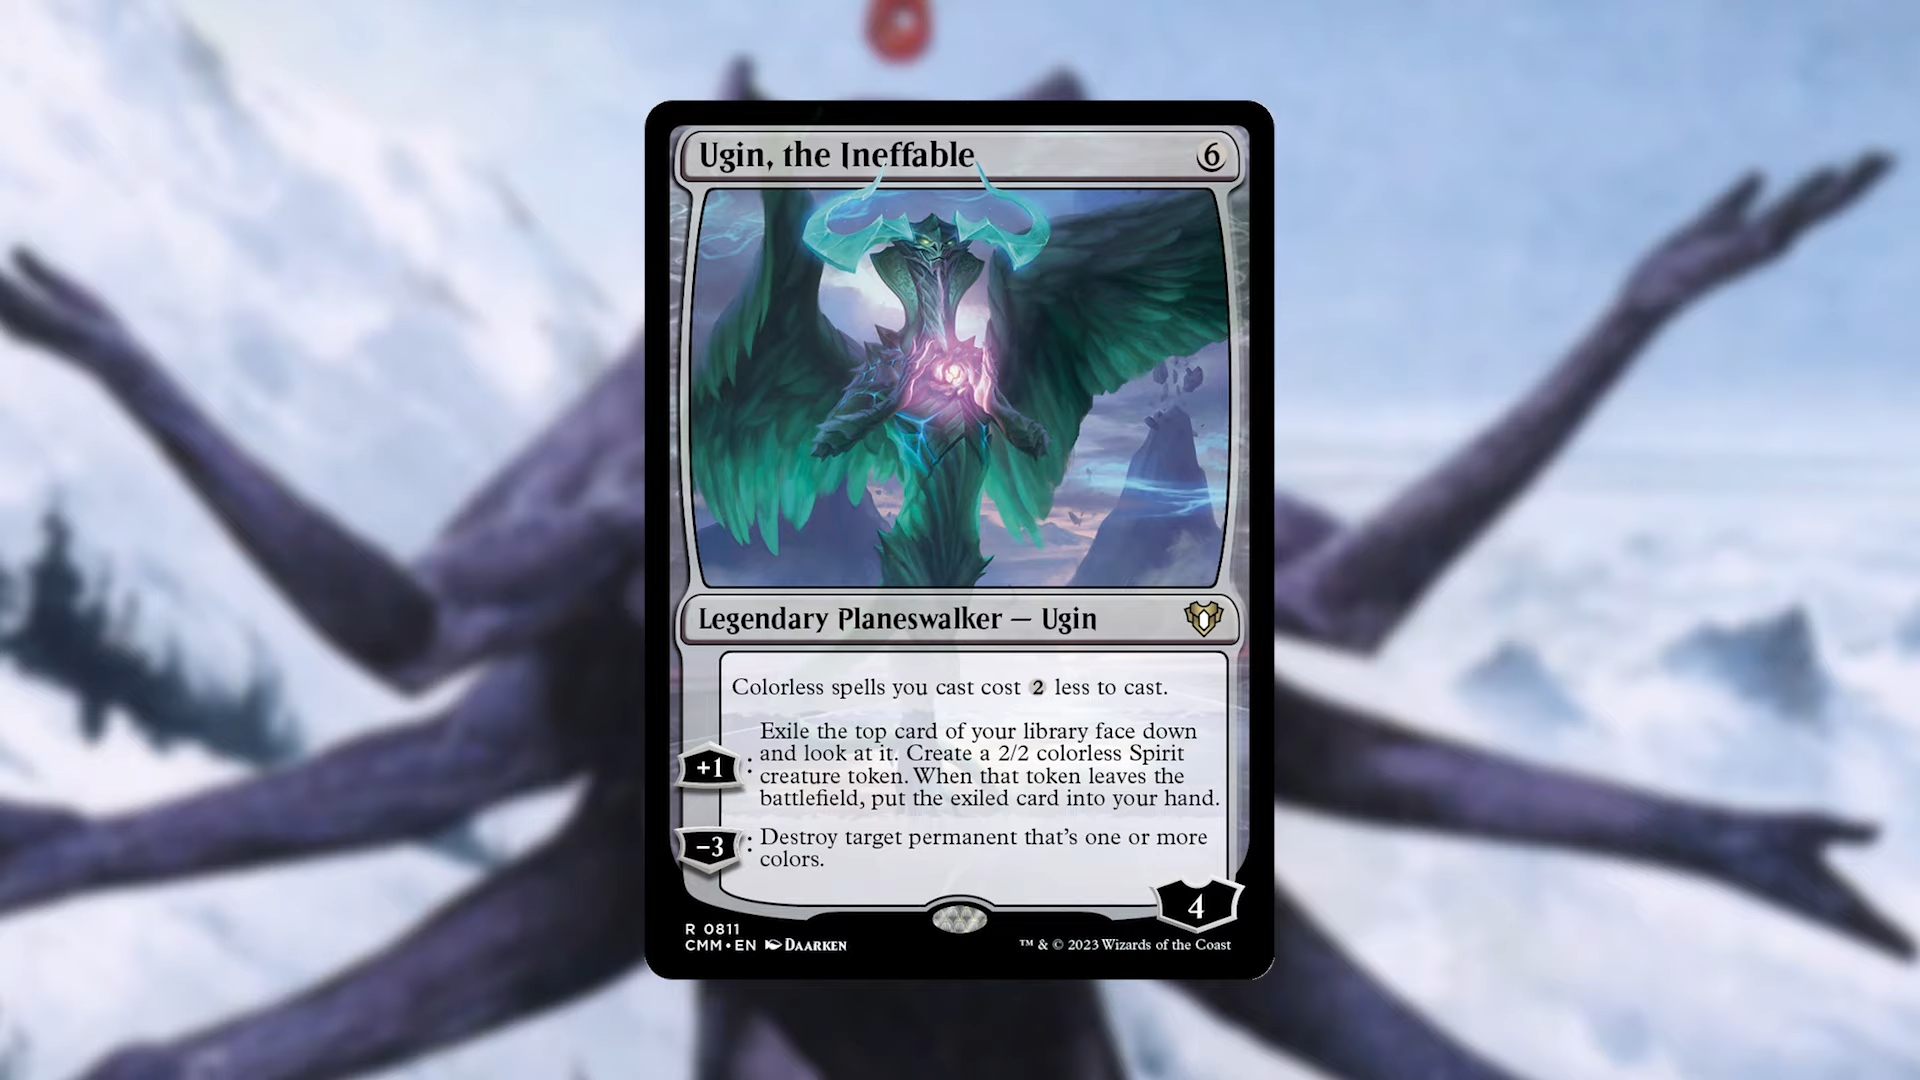 Ugin, the Ineffable
6
Legendary Planeswalker — Ugin
Colorless spells you cast cost 2 less to cast.
+1 : Exile the top card of your library face down
and look at it. Create a 2/2 colorless Spirit
creature token. When that token leaves the
battlefield, put the exiled card into your hand.
−3 : Destroy target permanent that's one or more
colors.
4
R 0811
CMM • EN DAARKEN
™ & © 2023 Wizards of the Coast